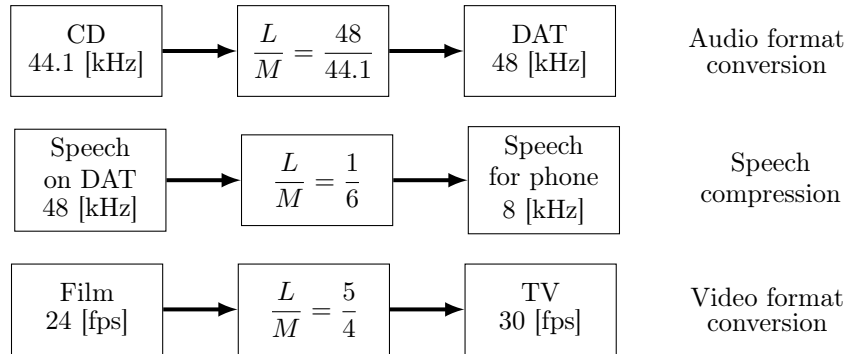 CD
44.1 [kHz]
L/M = 48/44.1
DAT
48 [kHz]
Audio format
conversion
Speech
on DAT
48 [kHz]
L/M = 1/6
Speech
for phone
8 [kHz]
Speech
compression
Film
24 [fps]
L/M = 5/4
TV
30 [fps]
Video format
conversion